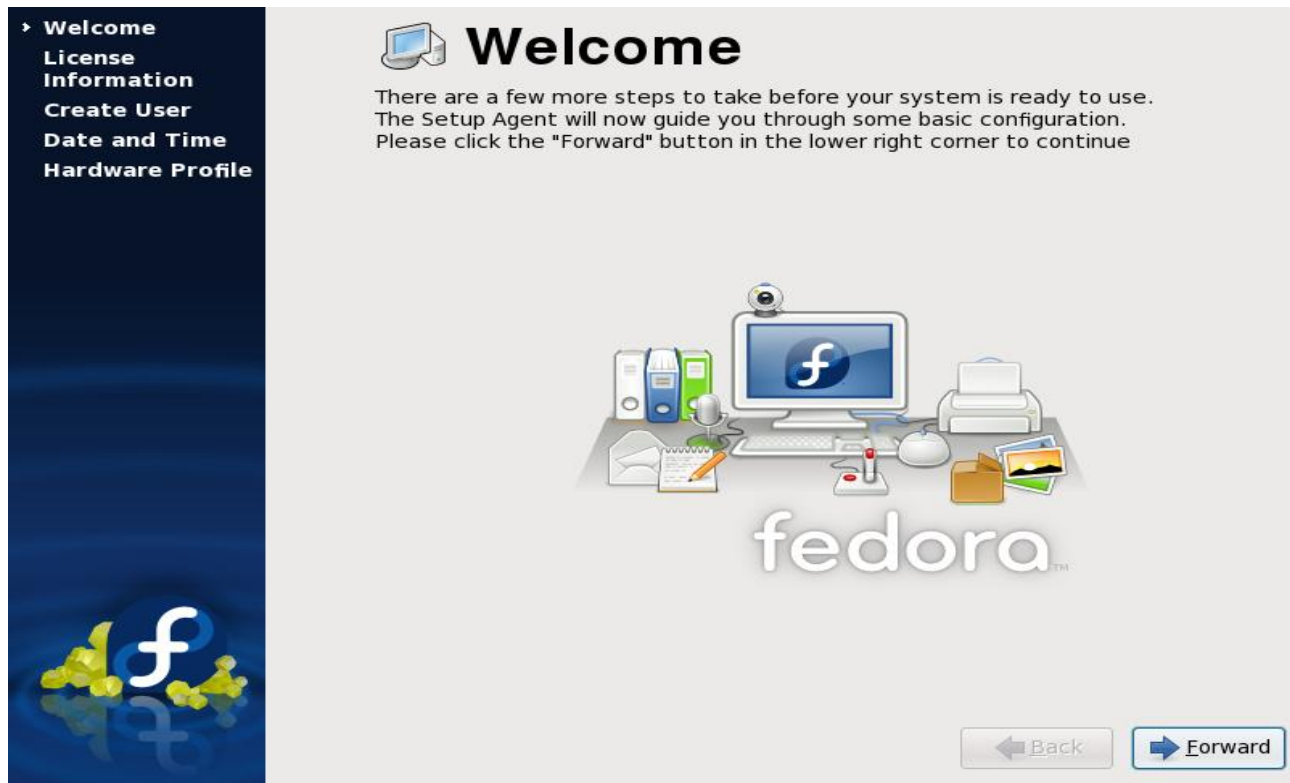 Welcome
License
Information
Create User
Date and Time
Hardware Profile
Welcome
There are a few more steps to take before your system is ready to use.
The Setup Agent will now guide you through some basic configuration.
Please click the "Forward" button in the lower right corner to continue
fedora™
Back
Forward